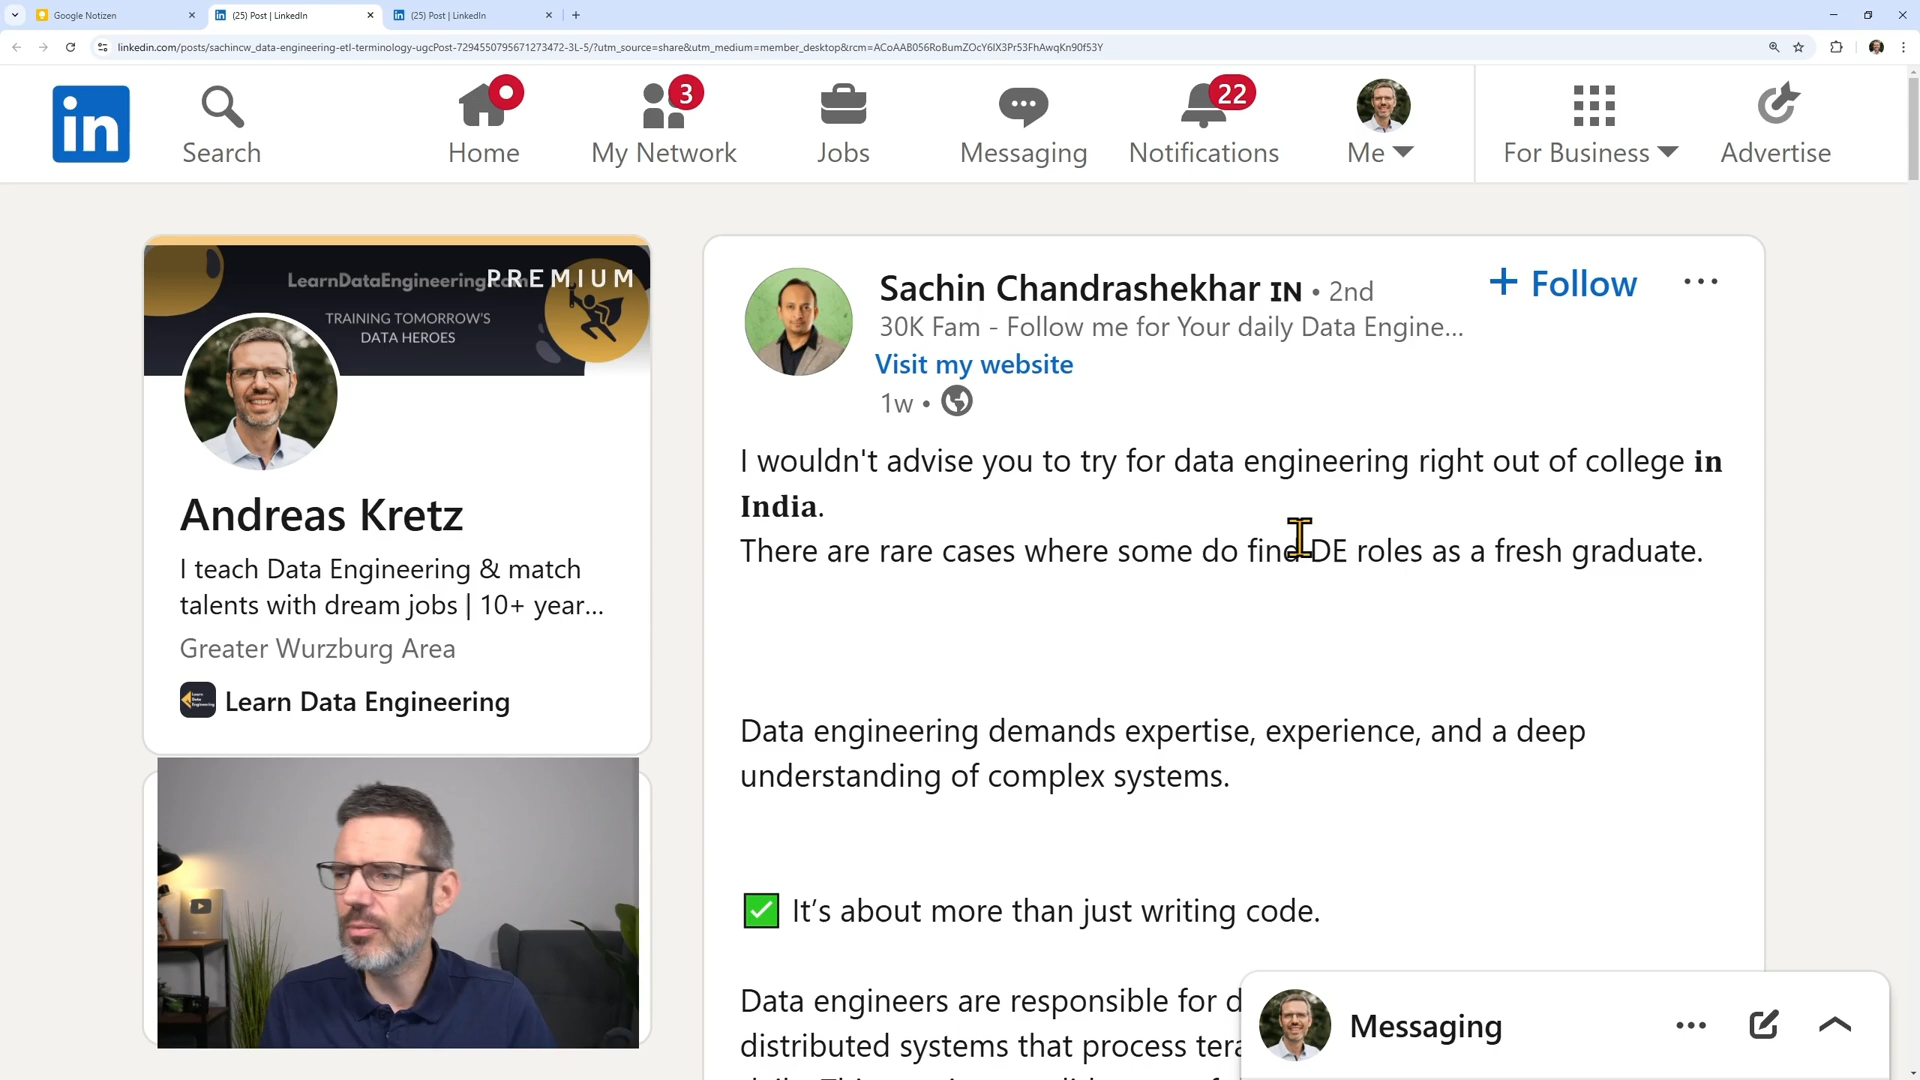 Google Notizen
(25) Post | LinkedIn
(25) Post | LinkedIn
linkedin.com/posts/sachincw_data-engineering-etl-terminology-ugcPost-7294550795671273472-3L-5/?utm_source=share&utm_medium=member_desktop&rcm=ACoAAB056RoBumZOcY6lX3Pr53FhAwqKn90f53Y
in
Search
Home
3
My Network
Jobs
Messaging
22
Notifications
Me
For Business
Advertise
LearnDataEngineering.com
PREMIUM
TRAINING TOMORROW'S
DATA HEROES
Andreas Kretz
I teach Data Engineering & match
talents with dream jobs | 10+ year...
Greater Wurzburg Area
Learn Data Engineering
Sachin Chandrashekhar 🇮🇳 • 2nd
+ Follow
30K Fam - Follow me for Your daily Data Engine...
Visit my website
1w •
I wouldn't advise you to try for data engineering right out of college in
India.
There are rare cases where some do find DE roles as a fresh graduate.
Data engineering demands expertise, experience, and a deep
understanding of complex systems.
✅ It’s about more than just writing code.
Data engineers are responsible for d
distributed systems that process tera
Messaging